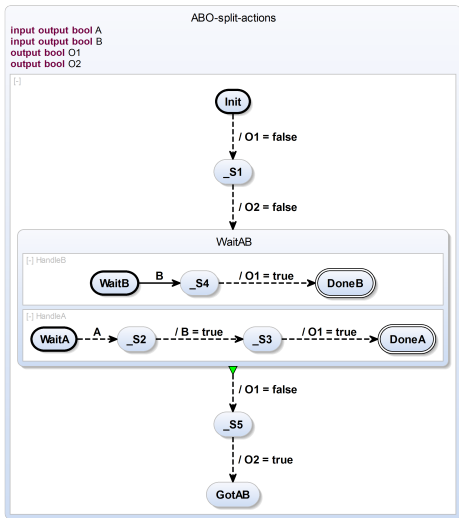 ABO-split-actions
input output bool A
input output bool B
output bool O1
output bool O2
[-]
Init
/ O1 = false
_S1
/ O2 = false
WaitAB
[-] HandleB
WaitB
B
_S4
/ O1 = true
DoneB
[-] HandleA
WaitA
A
_S2
/ B = true
_S3
/ O1 = true
DoneA
/ O1 = false
_S5
/ O2 = true
GotAB